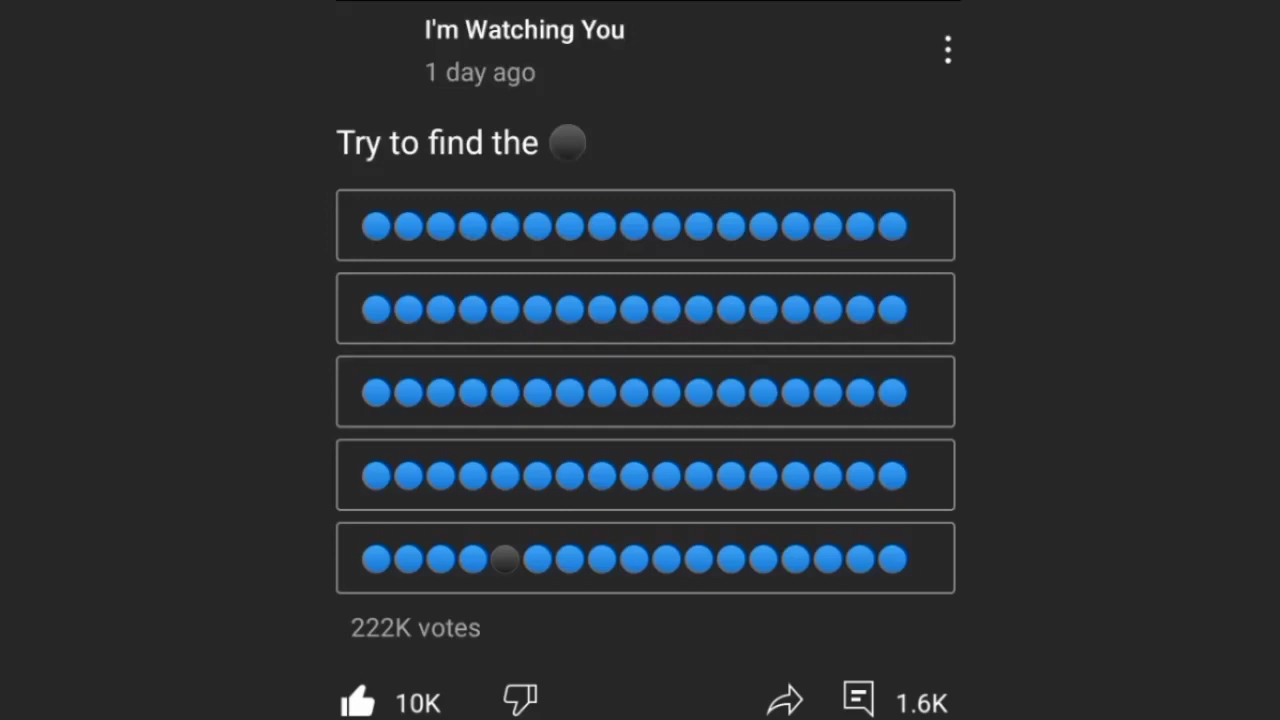 I'm Watching You
1 day ago
Try to find the ⚫
🔵🔵🔵🔵🔵🔵🔵🔵🔵🔵🔵🔵🔵🔵🔵🔵🔵
🔵🔵🔵🔵🔵🔵🔵🔵🔵🔵🔵🔵🔵🔵🔵🔵🔵
🔵🔵🔵🔵🔵🔵🔵🔵🔵🔵🔵🔵🔵🔵🔵🔵🔵
🔵🔵🔵🔵🔵🔵🔵🔵🔵🔵🔵🔵🔵🔵🔵🔵🔵
🔵🔵🔵🔵⚫🔵🔵🔵🔵🔵🔵🔵🔵🔵🔵🔵🔵
222K votes
10K 1.6K